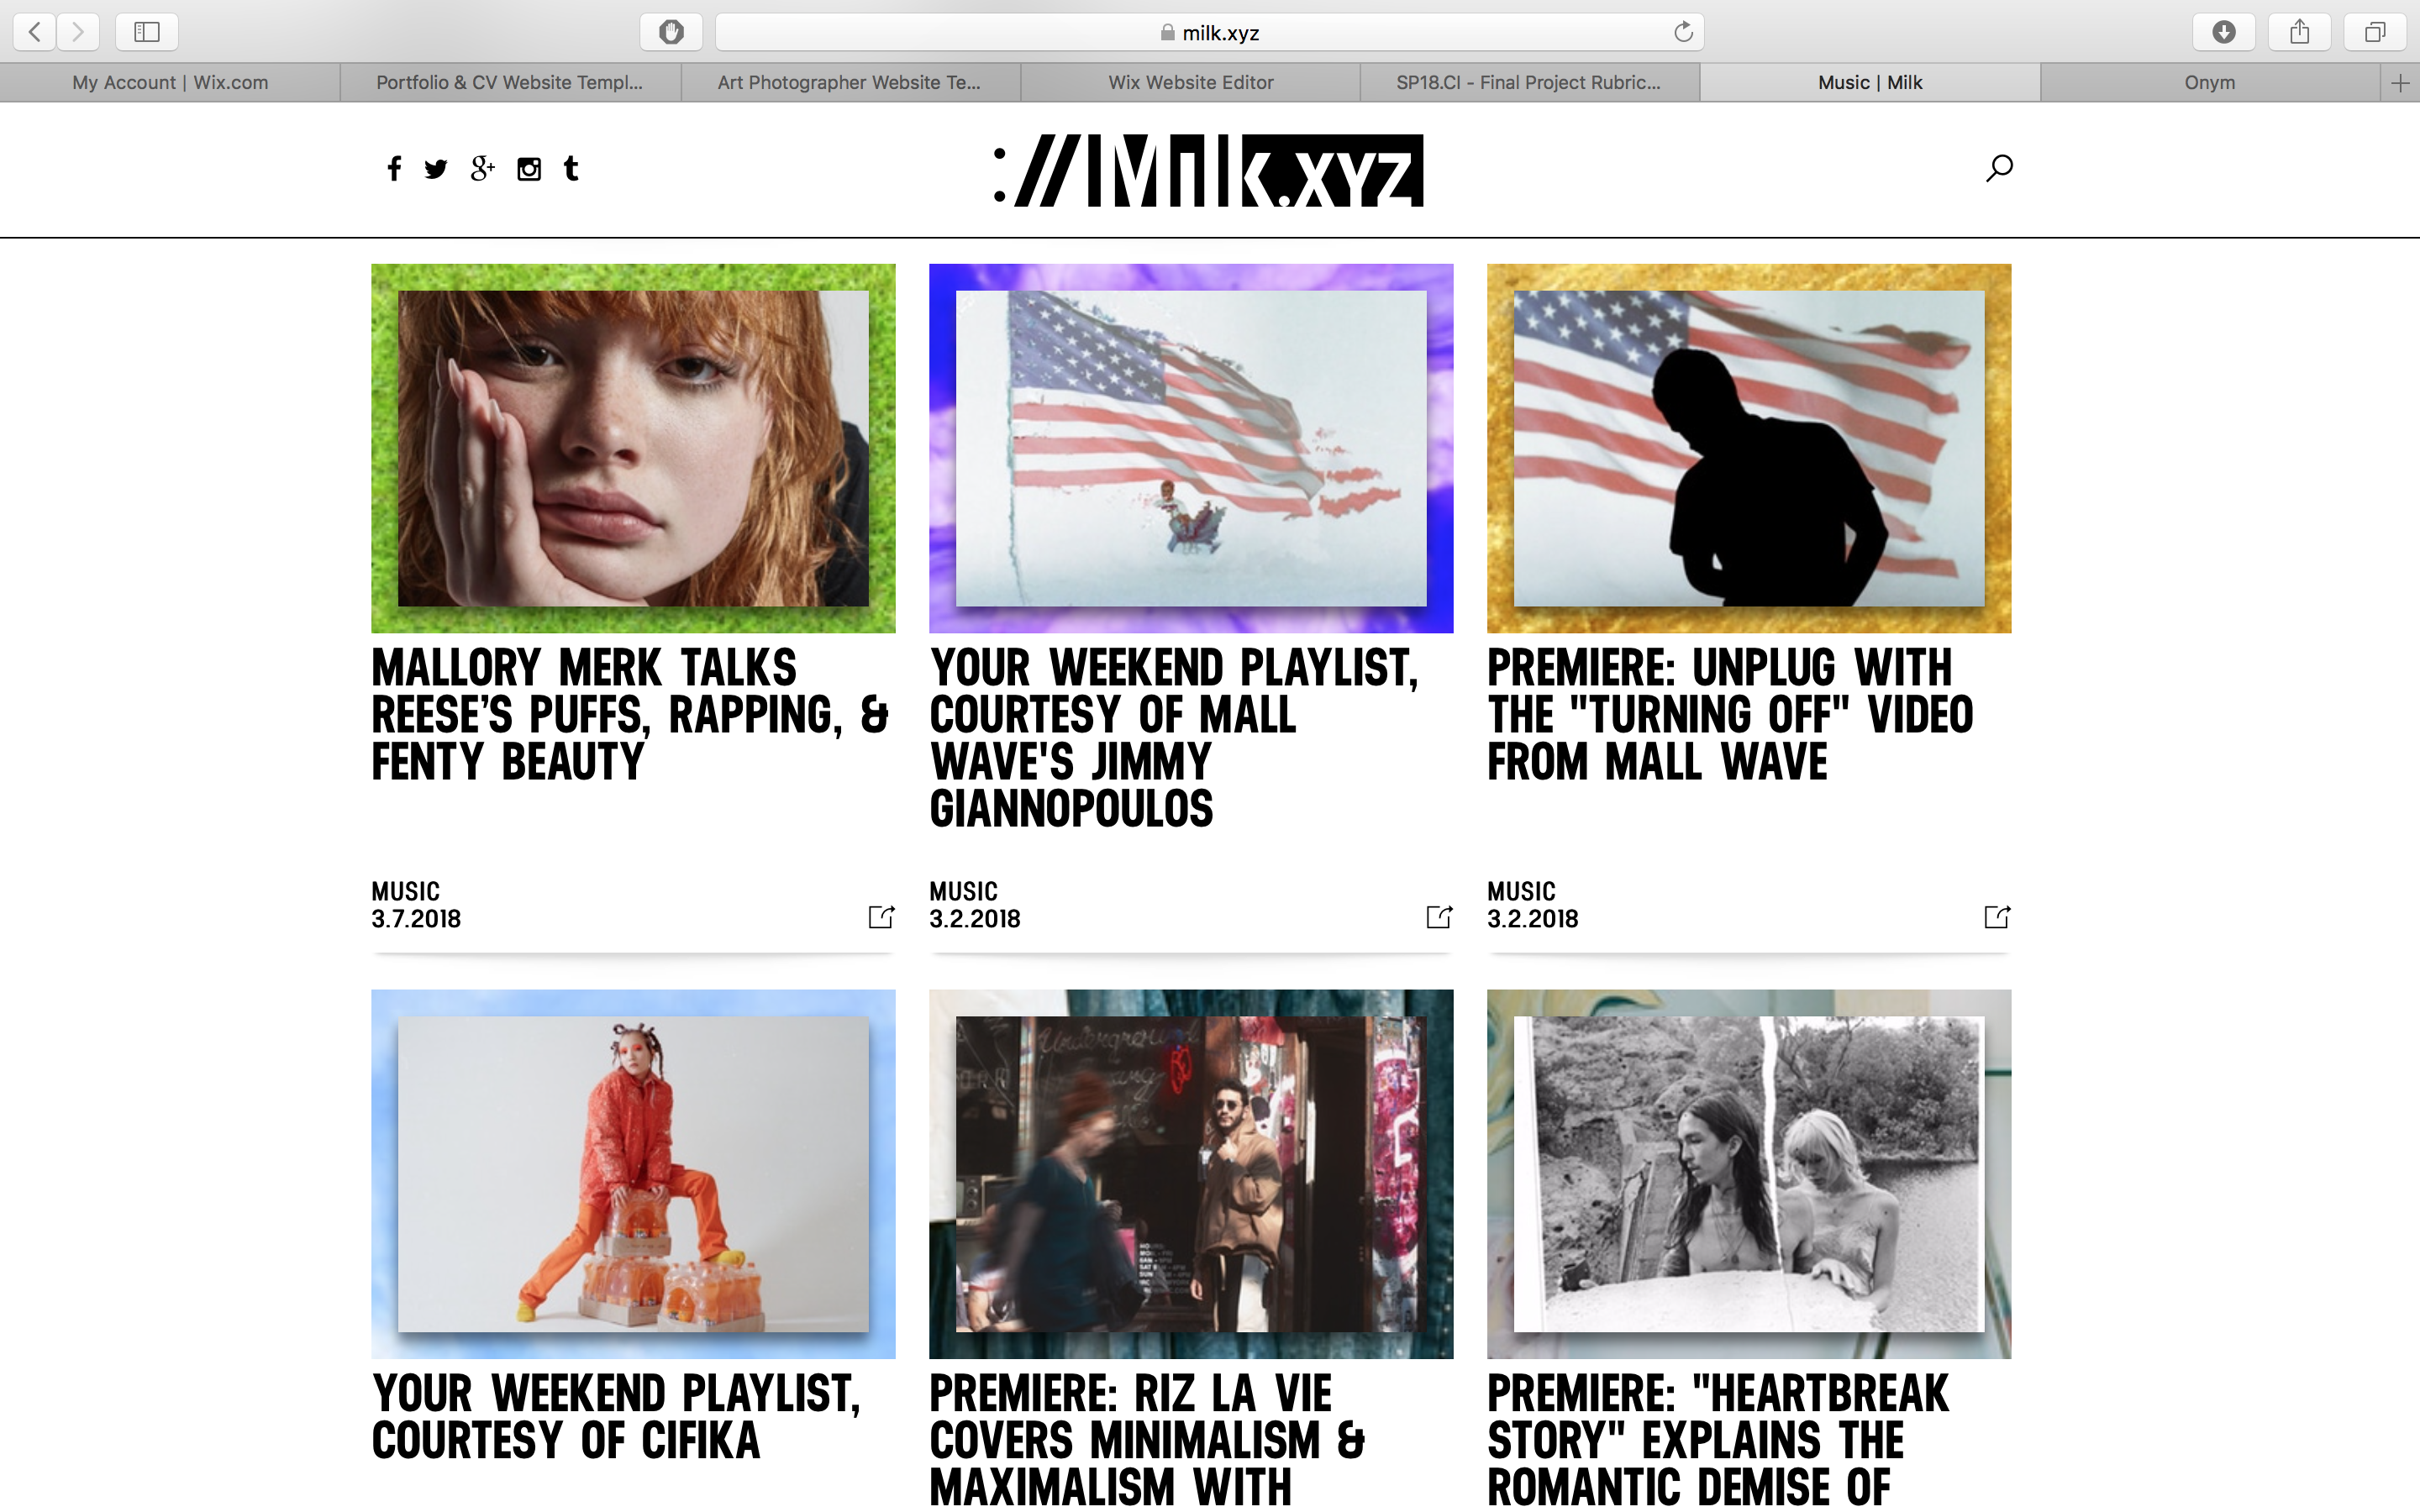 milk.xyz
My Account | Wix.com
Portfolio & CV Website Templ...
Art Photographer Website Te...
Wix Website Editor
SP18.CI - Final Project Rubric...
Music | Milk
Onym
://Milk.XYZ
MALLORY MERK TALKS
REESE’S PUFFS, RAPPING, &
FENTY BEAUTY
MUSIC
3.7.2018
YOUR WEEKEND PLAYLIST,
COURTESY OF MALL
WAVE'S JIMMY
GIANNOPOULOS
MUSIC
3.2.2018
PREMIERE: UNPLUG WITH
THE "TURNING OFF" VIDEO
FROM MALL WAVE
MUSIC
3.2.2018
Underground
YOUR WEEKEND PLAYLIST,
COURTESY OF CIFIKA
PREMIERE: RIZ LA VIE
COVERS MINIMALISM &
MAXIMALISM WITH
PREMIERE: "HEARTBREAK
STORY" EXPLAINS THE
ROMANTIC DEMISE OF